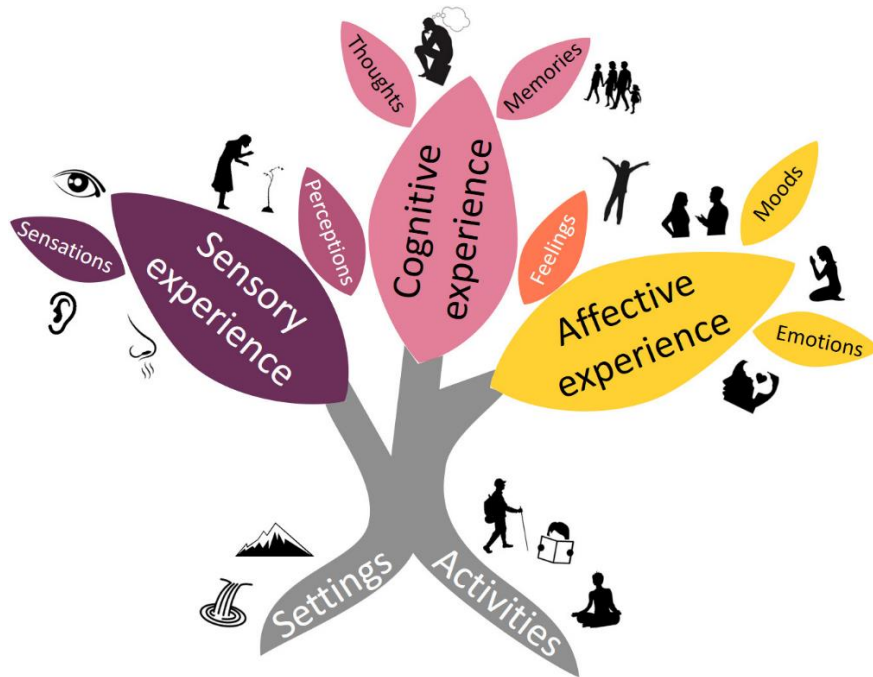 Thoughts
Memories
Cognitive
experience
Sensations
Sensory
experience
Perceptions
Feelings
Moods
Affective
experience
Emotions
Settings
Activities